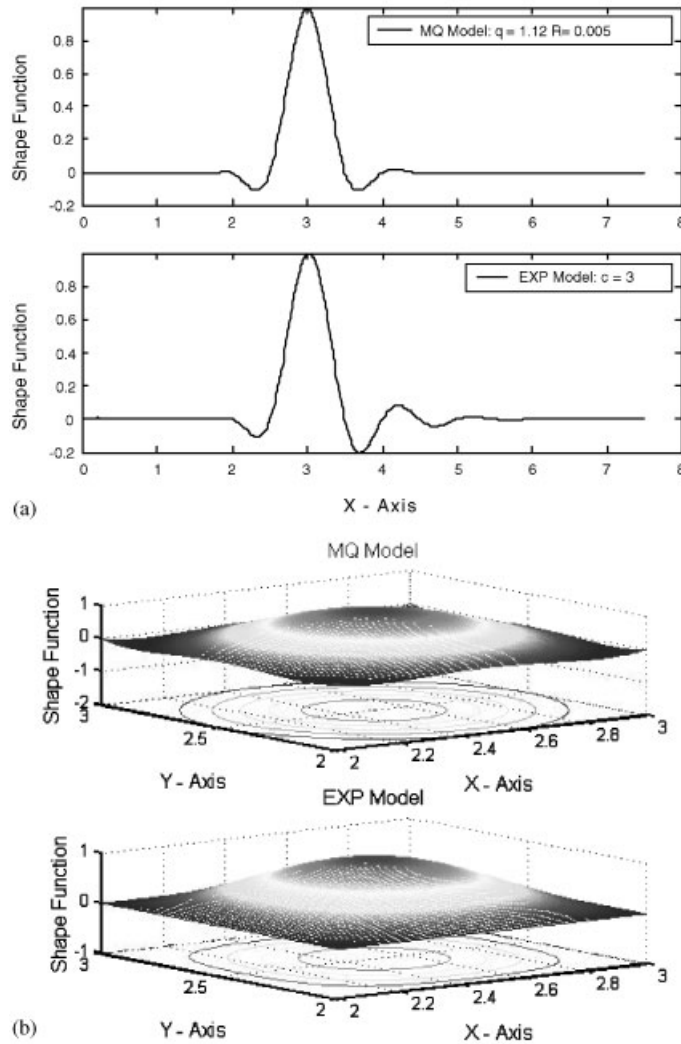 MQ Model: q = 1.12 R= 0.005
Shape Function
0.8
0.6
0.4
0.2
0
-0.2
0 1 2 3 4 5 6 7 8
EXP Model: c = 3
Shape Function
0.8
0.6
0.4
0.2
0
-0.2
0 1 2 3 4 5 6 7 8
(a)
X - Axis
MQ Model
Shape Function
1
0
-1
-2
3 2.5 2
2 2.2 2.4 2.6 2.8 3
Y - Axis
X - Axis
EXP Model
Shape Function
1
0
-1
3 2.5 2
2 2.2 2.4 2.6 2.8 3
(b)
Y - Axis
X - Axis